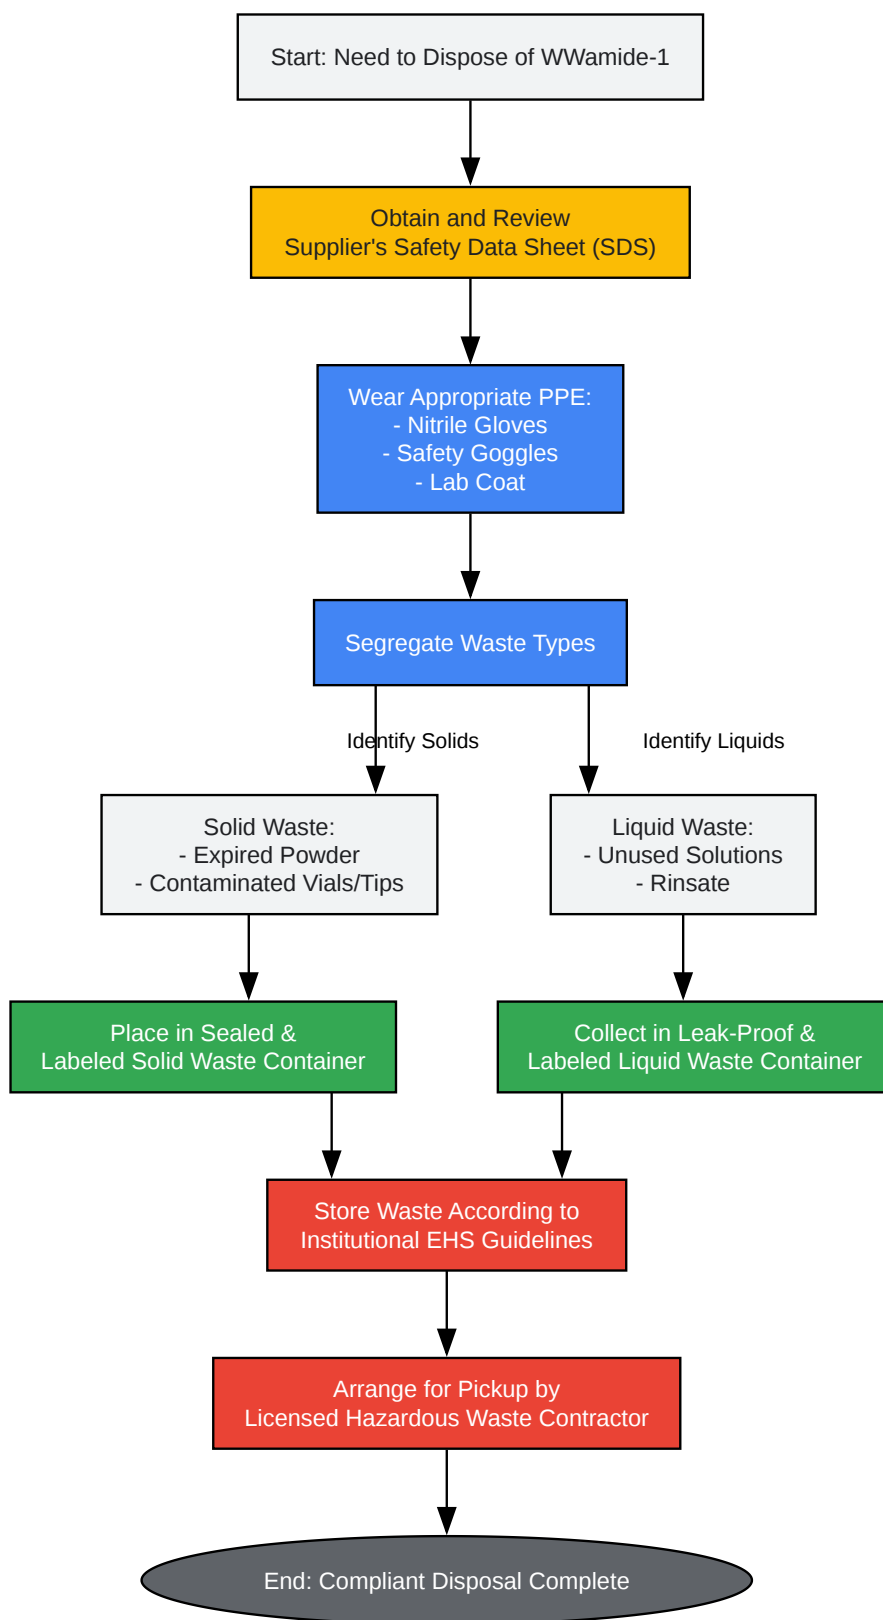 Start: Need to Dispose of WWamide-1
Obtain and Review
Supplier's Safety Data Sheet (SDS)
Wear Appropriate PPE:
- Nitrile Gloves
- Safety Goggles
- Lab Coat
Segregate Waste Types
Identify Solids
Identify Liquids
Solid Waste:
- Expired Powder
- Contaminated Vials/Tips
Liquid Waste:
- Unused Solutions
- Rinsate
Place in Sealed &
Labeled Solid Waste Container
Collect in Leak-Proof &
Labeled Liquid Waste Container
Store Waste According to
Institutional EHS Guidelines
Arrange for Pickup by
Licensed Hazardous Waste Contractor
End: Compliant Disposal Complete